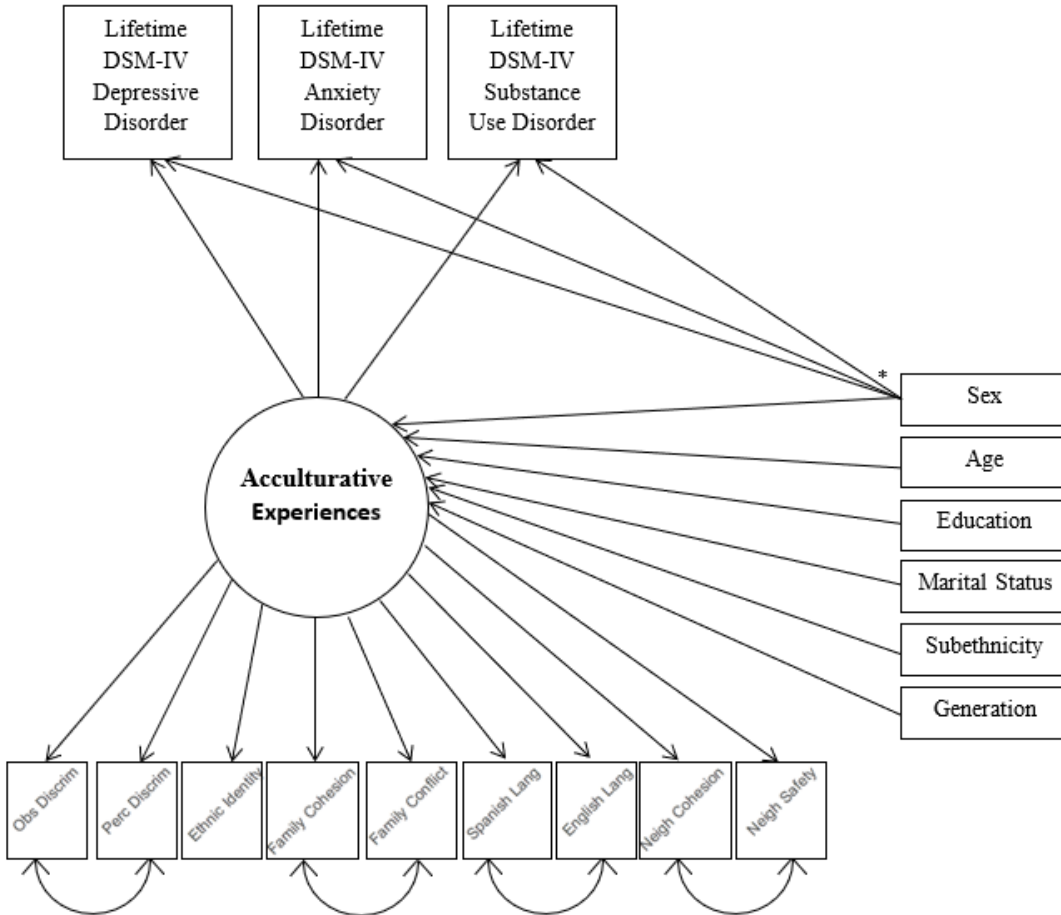 Lifetime
DSM-IV
Depressive
Disorder
Lifetime
DSM-IV
Anxiety
Disorder
Lifetime
DSM-IV
Substance
Use Disorder
*
Sex
Age
Education
Marital Status
Subethnicity
Generation
Acculturative
Experiences
Obs Discrim
Perc Discrim
Ethnic Identity
Family Cohesion
Family Conflict
Spanish Lang
English Lang
Neigh Cohesion
Neigh Safety